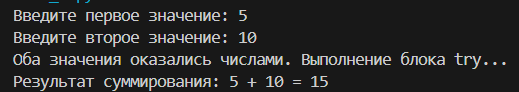 Введите первое значение: 5
Введите второе значение: 10
Оба значения оказались числами. Выполнение блока try...
Результат суммирования: 5 + 10 = 15